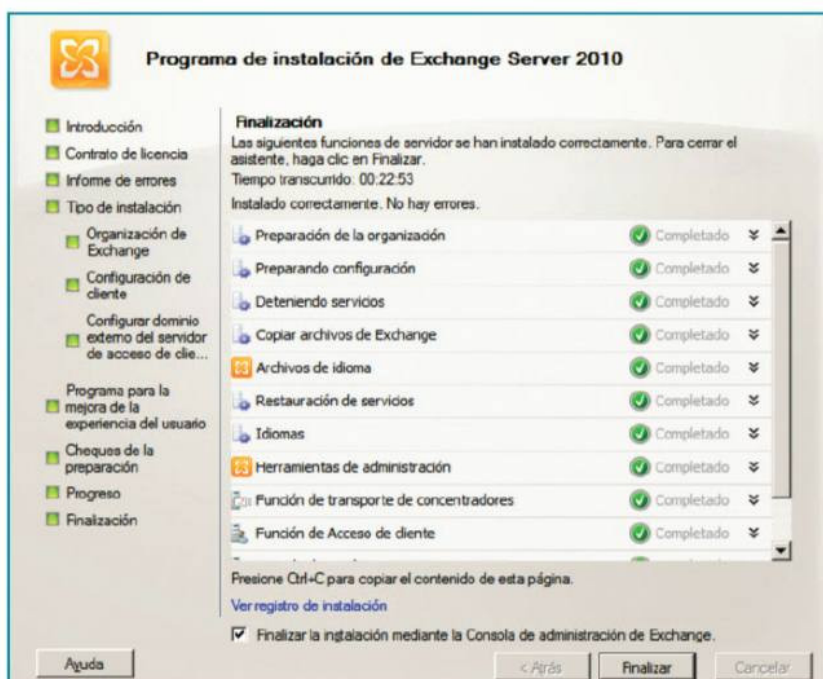 Programa de instalación de Exchange Server 2010
Introducción
Contrato de licencia
Informe de errores
Tipo de instalación
Organización de
Exchange
Configuración de
cliente
Configurar dominio
externo del servidor
de acceso de clie...
Programa para la
mejora de la
experiencia del usuario
Cheques de la
preparación
Progreso
Finalización
Finalización
Las siguientes funciones de servidor se han instalado correctamente. Para cerrar el
asistente, haga clic en Finalizar.
Tiempo transcurrido: 00:22:53
Instalado correctamente. No hay errores.
Preparación de la organización Completado
Preparando configuración Completado
Deteniendo servicios Completado
Copiar archivos de Exchange Completado
Archivos de idioma Completado
Restauración de servicios Completado
Idiomas Completado
Herramientas de administración Completado
Función de transporte de concentradores Completado
Función de Acceso de cliente Completado
Presione Ctrl+C para copiar el contenido de esta página.
Ver registro de instalación
Finalizar la instalación mediante la Consola de administración de Exchange.
Ayuda
< Atrás
Finalizar
Cancelar